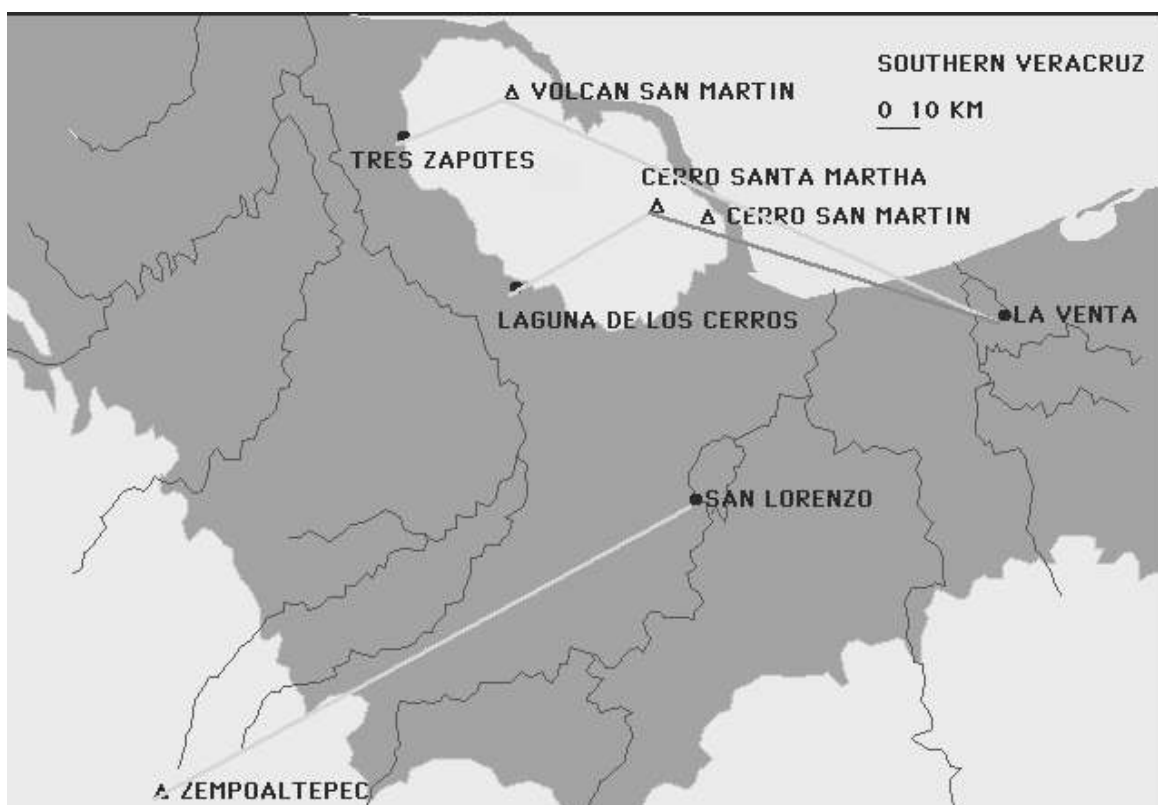 SOUTHERN VERACRUZ
VOLCAN SAN MARTIN
0 10 KM
TRES ZAPOTES
CERRO SANTA MARTHA
CERRO SAN MARTIN
LAGUNA DE LOS CERROS
LA VENTA
SAN LORENZO
ZEMPOALTEPEC